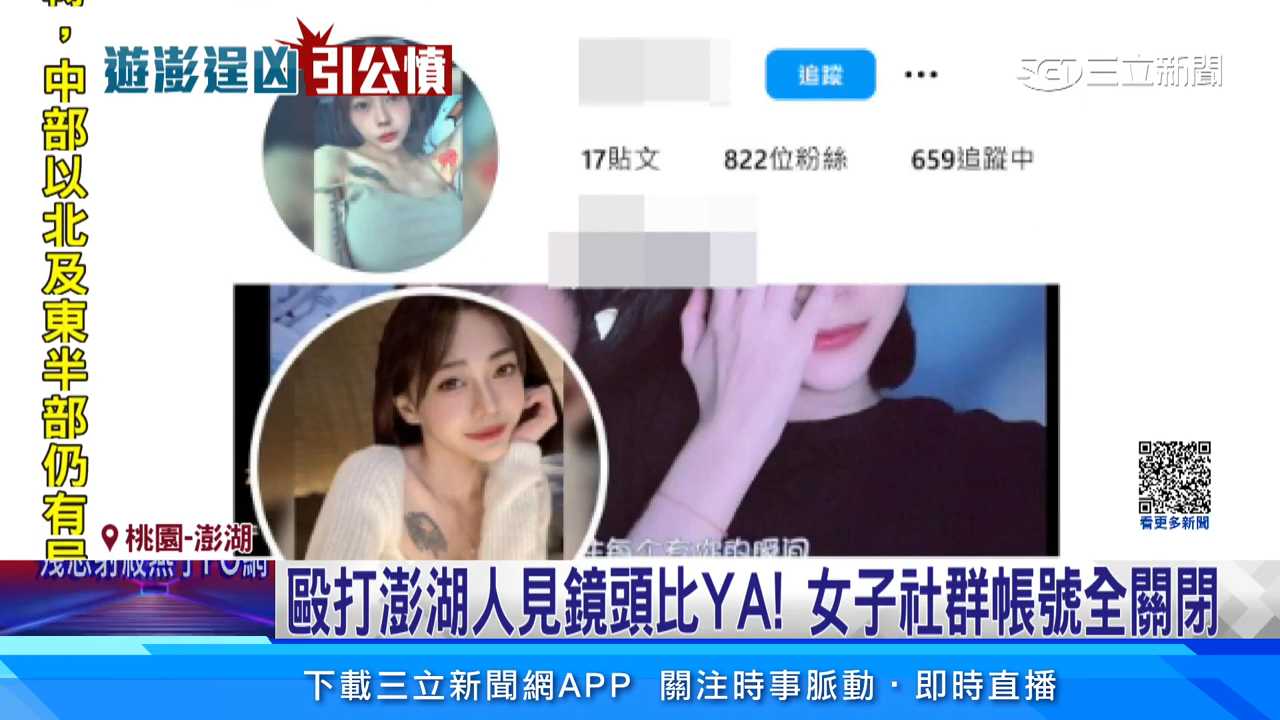 遊澎逞凶
引公憤
追蹤
SET三立新聞
17貼文
822位粉絲
659追蹤中
，中部以北及東半部仍有局
看更多新聞
桃園-澎湖
毆打澎湖人見鏡頭比YA! 女子社群帳號全關閉
下載三立新聞網APP 關注時事脈動·即時直播